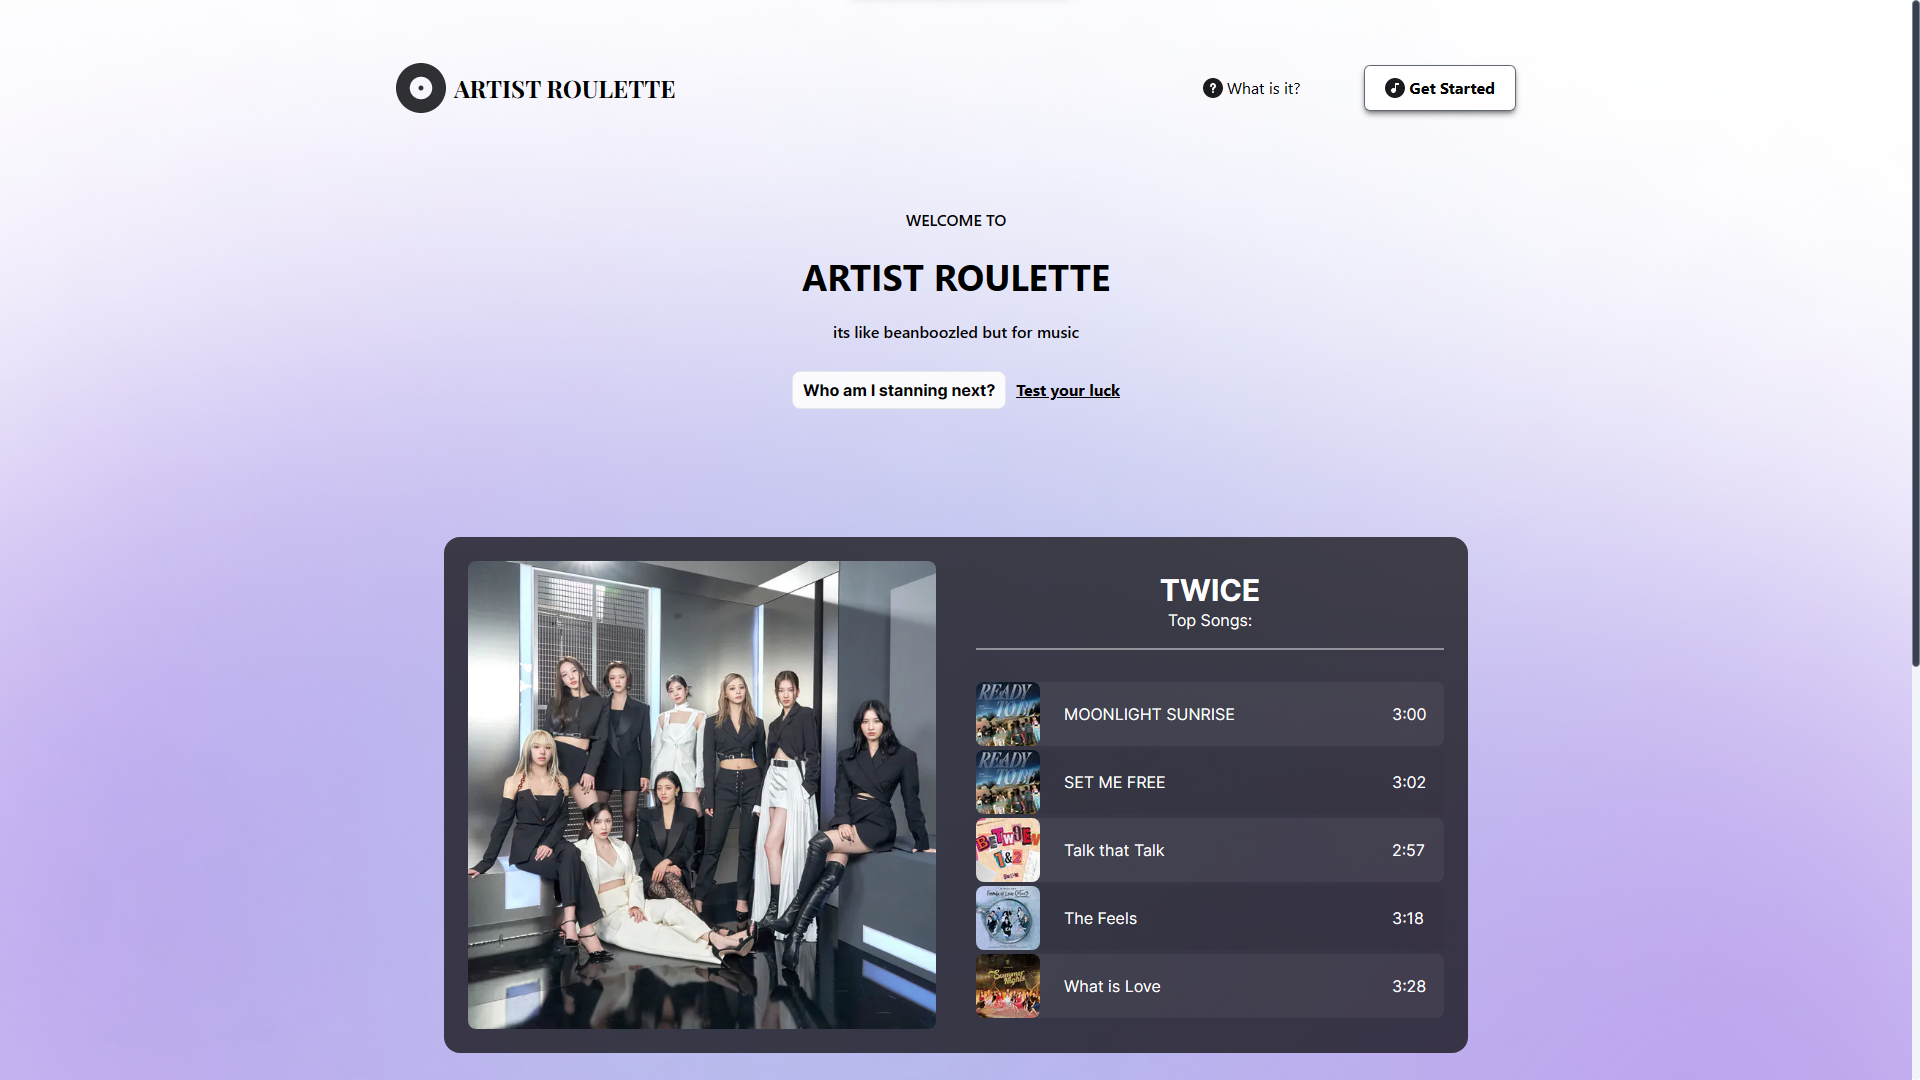 ARTIST ROULETTE
What is it?
Get Started
WELCOME TO
ARTIST ROULETTE
its like beanboozled but for music
Who am I stanning next? Test your luck
TWICE
Top Songs:
READY
TO BE
MOONLIGHT SUNRISE 3:00
READY
TO BE
SET ME FREE 3:02
BETWEEN
1&2
Talk that Talk 2:57
Formula of Love
The Feels 3:18
Summer
Nights
What is Love 3:28